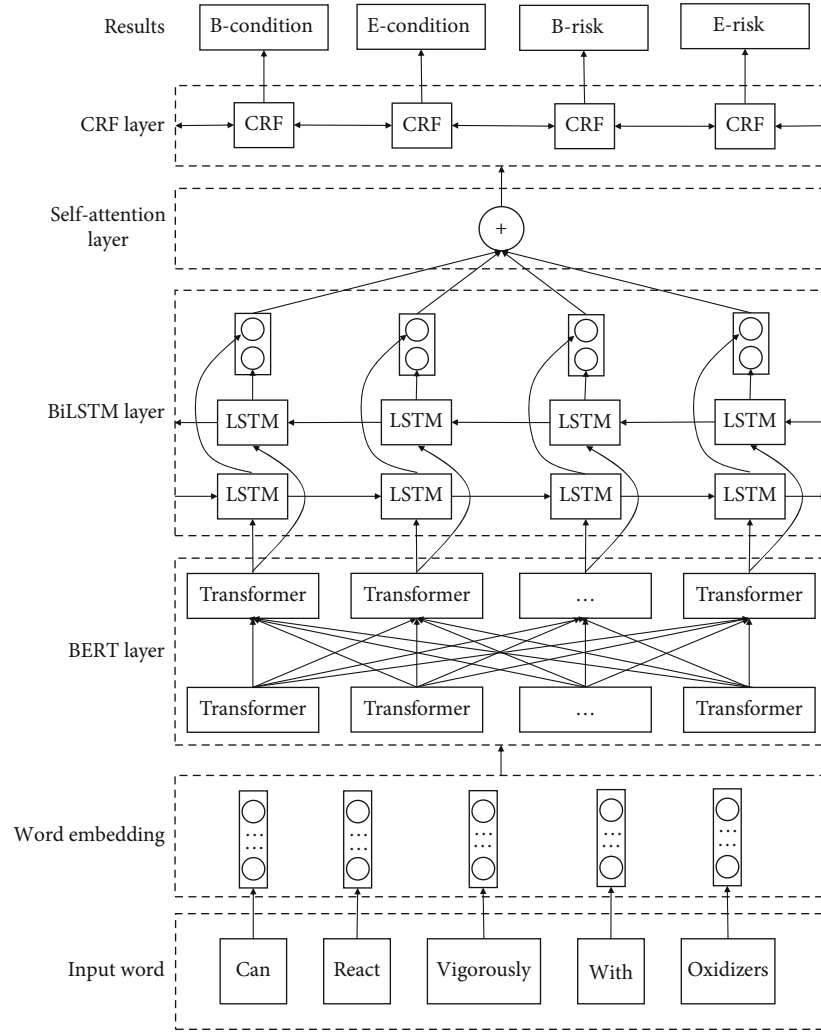 Results
B-condition
E-condition
B-risk
E-risk
CRF layer
CRF
CRF
CRF
CRF
Self-attention
layer
+
BiLSTM layer
LSTM
LSTM
LSTM
LSTM
LSTM
LSTM
LSTM
LSTM
BERT layer
Transformer
Transformer
...
Transformer
Transformer
Transformer
...
Transformer
Word embedding
... ... ... ... ...
... ... ... ... ...
Input word
Can
React
Vigorously
With
Oxidizers